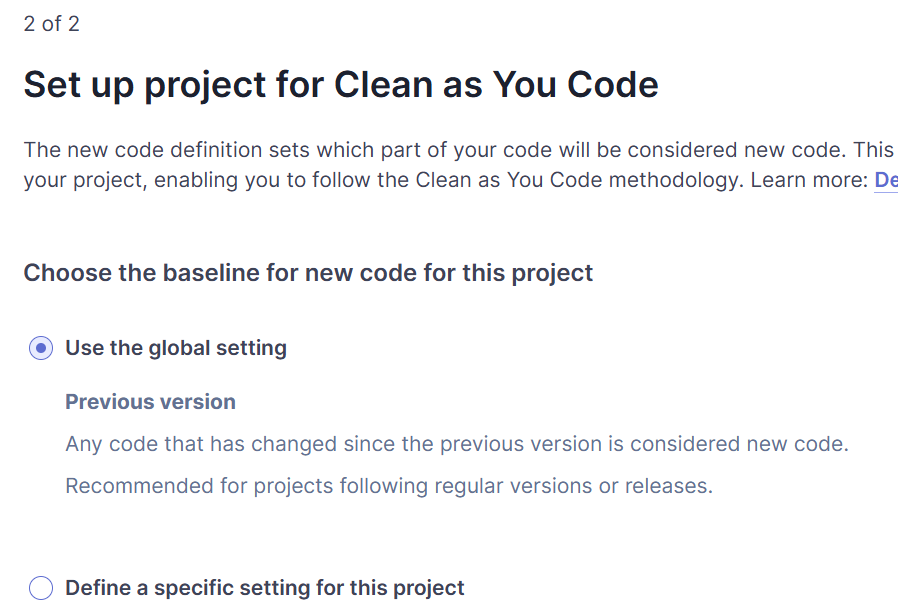 2 of 2
Set up project for Clean as You Code
The new code definition sets which part of your code will be considered new code. This
your project, enabling you to follow the Clean as You Code methodology. Learn more: De
Choose the baseline for new code for this project
Use the global setting
Previous version
Any code that has changed since the previous version is considered new code.
Recommended for projects following regular versions or releases.
Define a specific setting for this project